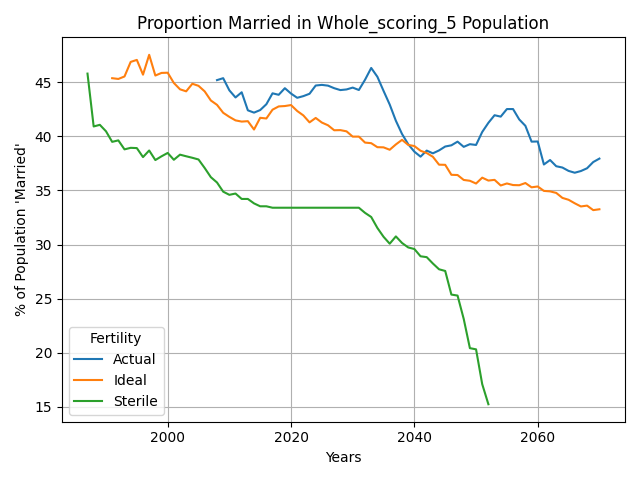 Proportion Married in Whole_scoring_5 Population
% of Population 'Married'
45
40
35
30
25
20
15
Fertility
Actual
Ideal
Sterile
2000 2020 2040 2060
Years